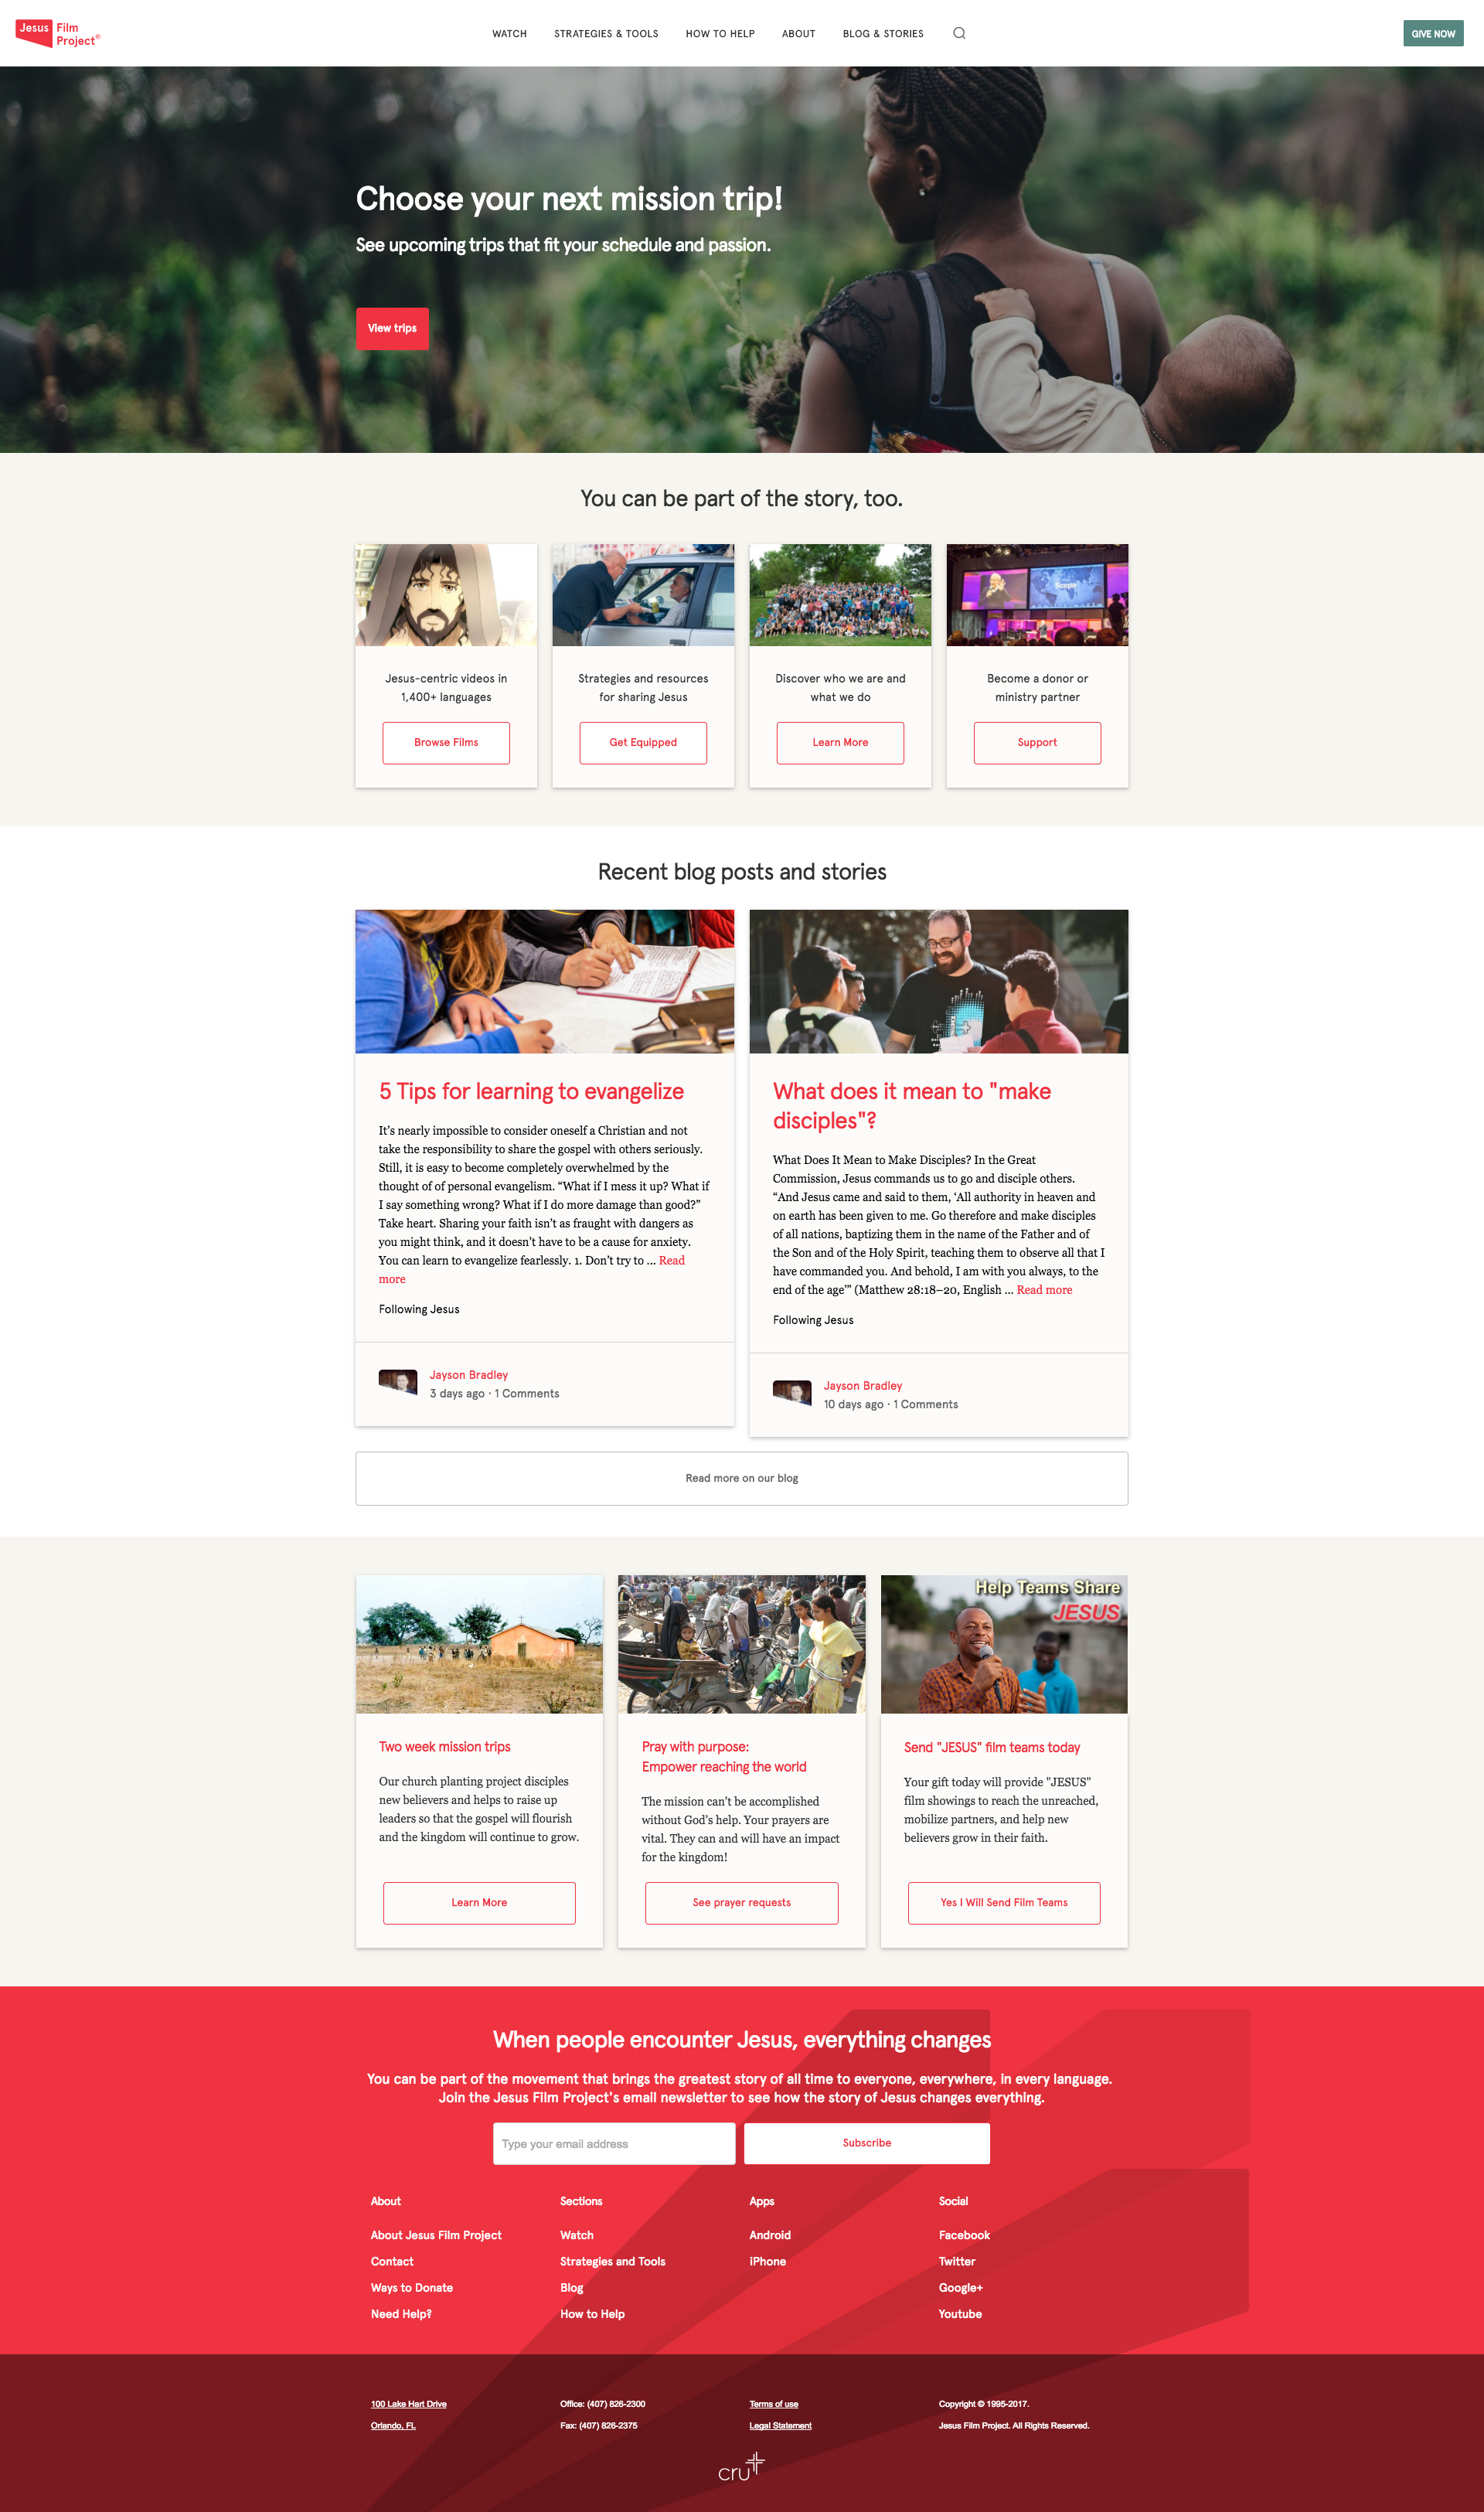 Jesus Film
Project®
WATCH
STRATEGIES & TOOLS
HOW TO HELP
ABOUT
BLOG & STORIES
GIVE NOW
Choose your next mission trip!
See upcoming trips that fit your schedule and passion.
View trips
You can be part of the story, too.
Scope
Jesus-centric videos in
1,400+ languages
Browse Films
Strategies and resources
for sharing Jesus
Get Equipped
Discover who we are and
what we do
Learn More
Become a donor or
ministry partner
Support
Recent blog posts and stories
5 Tips for learning to evangelize
It’s nearly impossible to consider oneself a Christian and not
take the responsibility to share the gospel with others seriously.
Still, it is easy to become completely overwhelmed by the
thought of of personal evangelism. “What if I mess it up? What if
I say something wrong? What if I do more damage than good?”
Take heart. Sharing your faith isn’t as fraught with dangers as
you might think, and it doesn’t have to be a cause for anxiety.
You can learn to evangelize fearlessly. 1. Don’t try to ... Read
more
Following Jesus
Jayson Bradley
3 days ago · 1 Comments
What does it mean to "make
disciples"?
What Does It Mean to Make Disciples? In the Great
Commission, Jesus commands us to go and disciple others.
“And Jesus came and said to them, ‘All authority in heaven and
on earth has been given to me. Go therefore and make disciples
of all nations, baptizing them in the name of the Father and of
the Son and of the Holy Spirit, teaching them to observe all that I
have commanded you. And behold, I am with you always, to the
end of the age’” (Matthew 28:18–20, English ... Read more
Following Jesus
Jayson Bradley
10 days ago · 1 Comments
Read more on our blog
Two week mission trips
Our church planting project disciples
new believers and helps to raise up
leaders so that the gospel will flourish
and the kingdom will continue to grow.
Learn More
Pray with purpose:
Empower reaching the world
The mission can’t be accomplished
without God’s help. Your prayers are
vital. They can and will have an impact
for the kingdom!
See prayer requests
Help Teams Share
JESUS
Send "JESUS" film teams today
Your gift today will provide "JESUS"
film showings to reach the unreached,
mobilize partners, and help new
believers grow in their faith.
Yes I Will Send Film Teams
When people encounter Jesus, everything changes
You can be part of the movement that brings the greatest story of all time to everyone, everywhere, in every language.
Join the Jesus Film Project's email newsletter to see how the story of Jesus changes everything.
Type your email address
Subscribe
About
About Jesus Film Project
Contact
Ways to Donate
Need Help?
Sections
Watch
Strategies and Tools
Blog
How to Help
Apps
Android
iPhone
Social
Facebook
Twitter
Google+
Youtube
100 Lake Hart Drive
Orlando, FL
Office: (407) 826-2300
Fax: (407) 826-2375
Terms of use
Legal Statement
Copyright © 1995-2017.
Jesus Film Project. All Rights Reserved.
cru